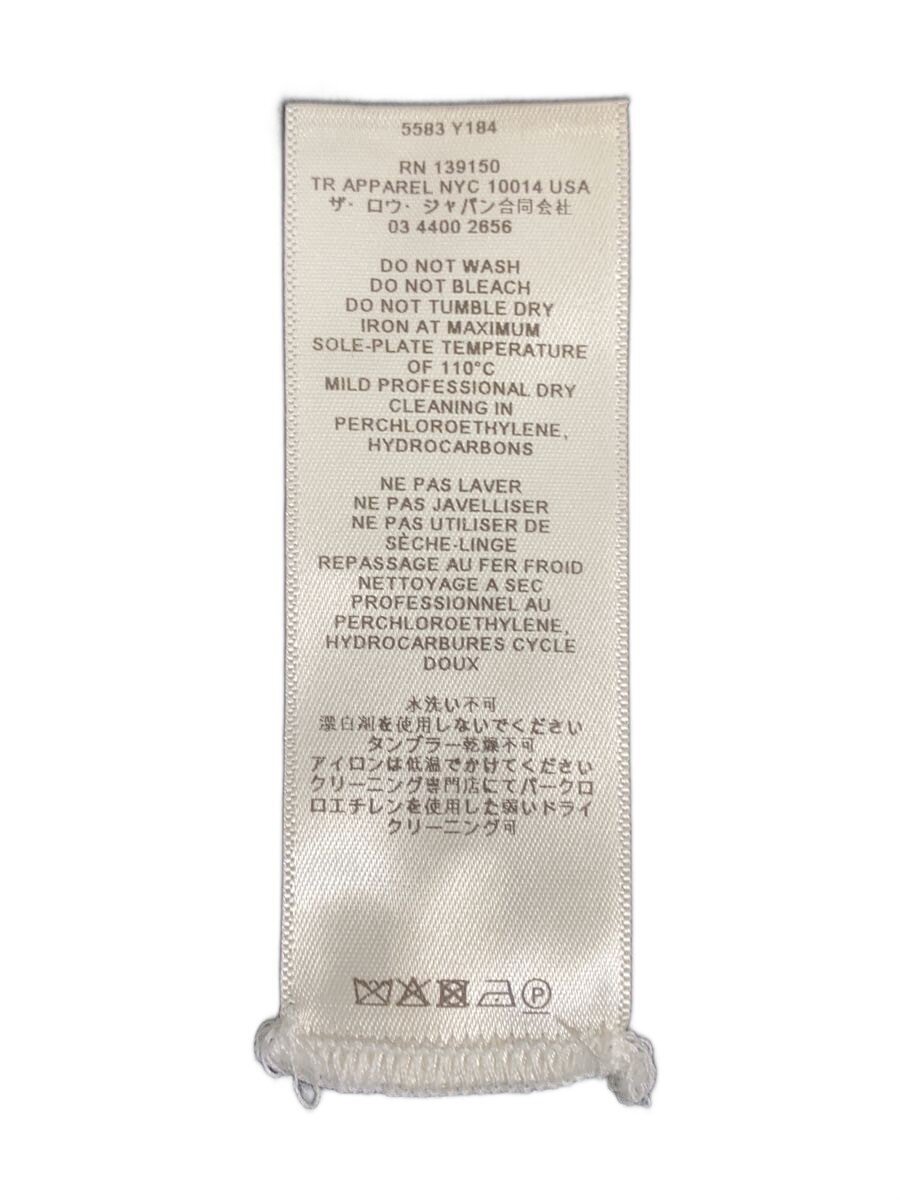 5583 Y184
RN 139150
TR APPAREL NYC 10014 USA
ザ・ロウ・ジャパン合同会社
03 4400 2656
DO NOT WASH
DO NOT BLEACH
DO NOT TUMBLE DRY
IRON AT MAXIMUM
SOLE-PLATE TEMPERATURE
OF 110°C
MILD PROFESSIONAL DRY
CLEANING IN
PERCHLOROETHYLENE,
HYDROCARBONS
NE PAS LAVER
NE PAS JAVELLISER
NE PAS UTILISER DE
SÈCHE-LINGE
REPASSAGE AU FER FROID
NETTOYAGE A SEC
PROFESSIONNEL AU
PERCHLOROETHYLENE,
HYDROCARBURES CYCLE
DOUX
水洗い不可
漂白剤を使用しないでください
タンブラー乾燥不可
アイロンは低温でかけてください
クリーニング専門店にてパークロ
ロエチレンを使用した弱いドライ
クリーニング可
P